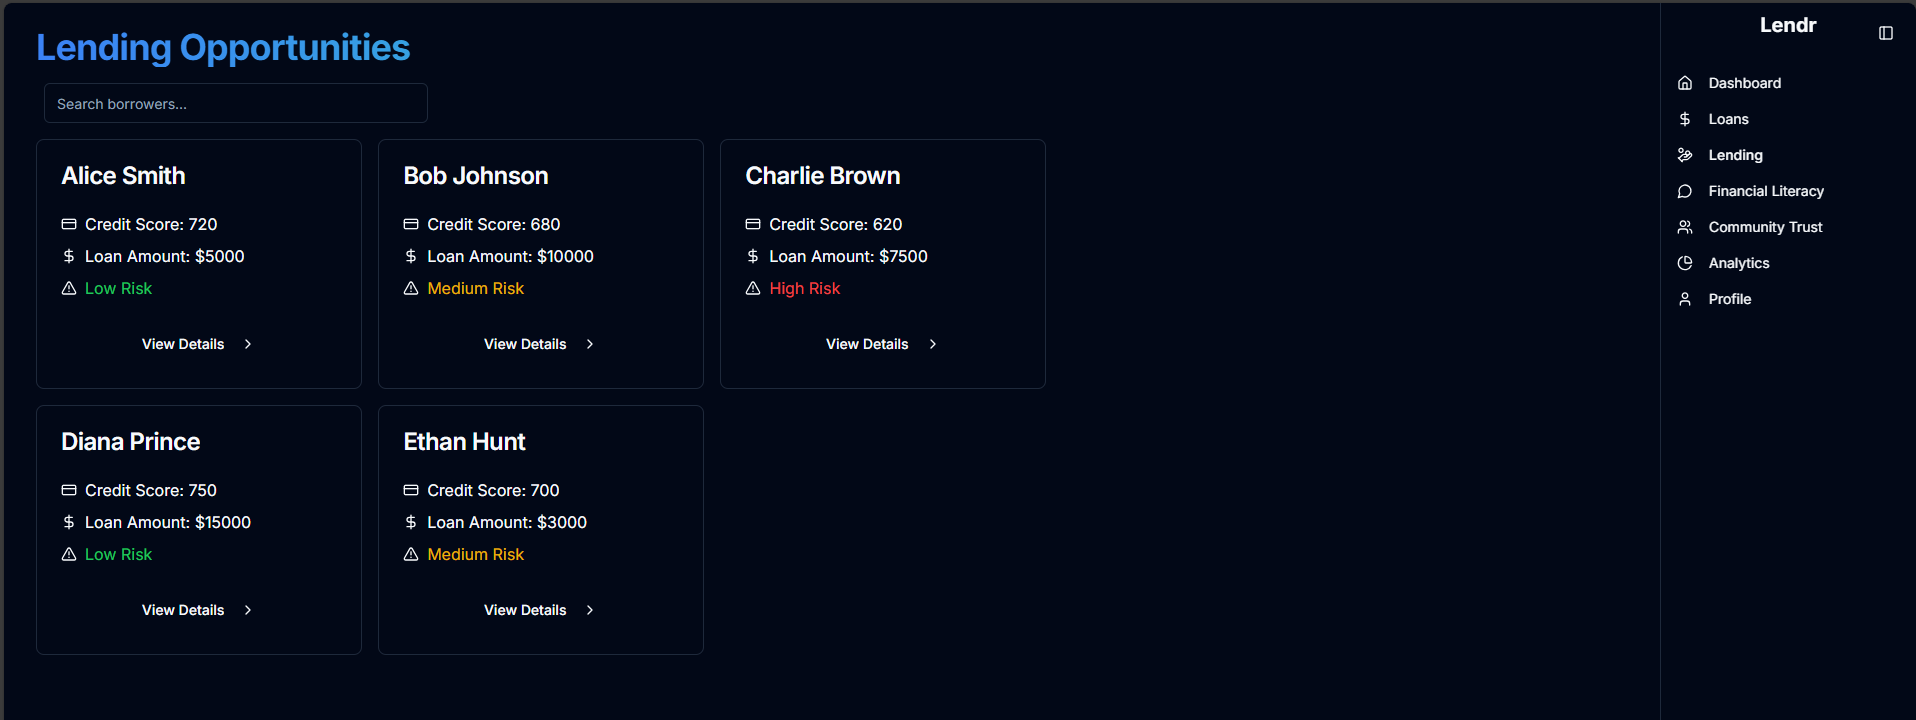 Lending Opportunities
Search borrowers...
Alice Smith
Credit Score: 720
Loan Amount: $5000
Low Risk
View Details
Bob Johnson
Credit Score: 680
Loan Amount: $10000
Medium Risk
View Details
Charlie Brown
Credit Score: 620
Loan Amount: $7500
High Risk
View Details
Diana Prince
Credit Score: 750
Loan Amount: $15000
Low Risk
View Details
Ethan Hunt
Credit Score: 700
Loan Amount: $3000
Medium Risk
View Details
Lendr
Dashboard
Loans
Lending
Financial Literacy
Community Trust
Analytics
Profile